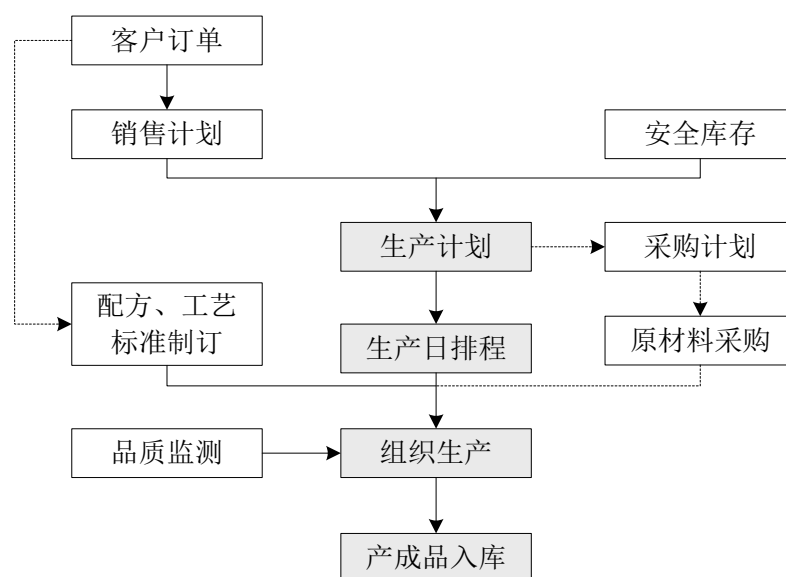 客户订单
销售计划
安全库存
生产计划
采购计划
配方、工艺
标准制订
生产日排程
原材料采购
品质监测
组织生产
产成品入库